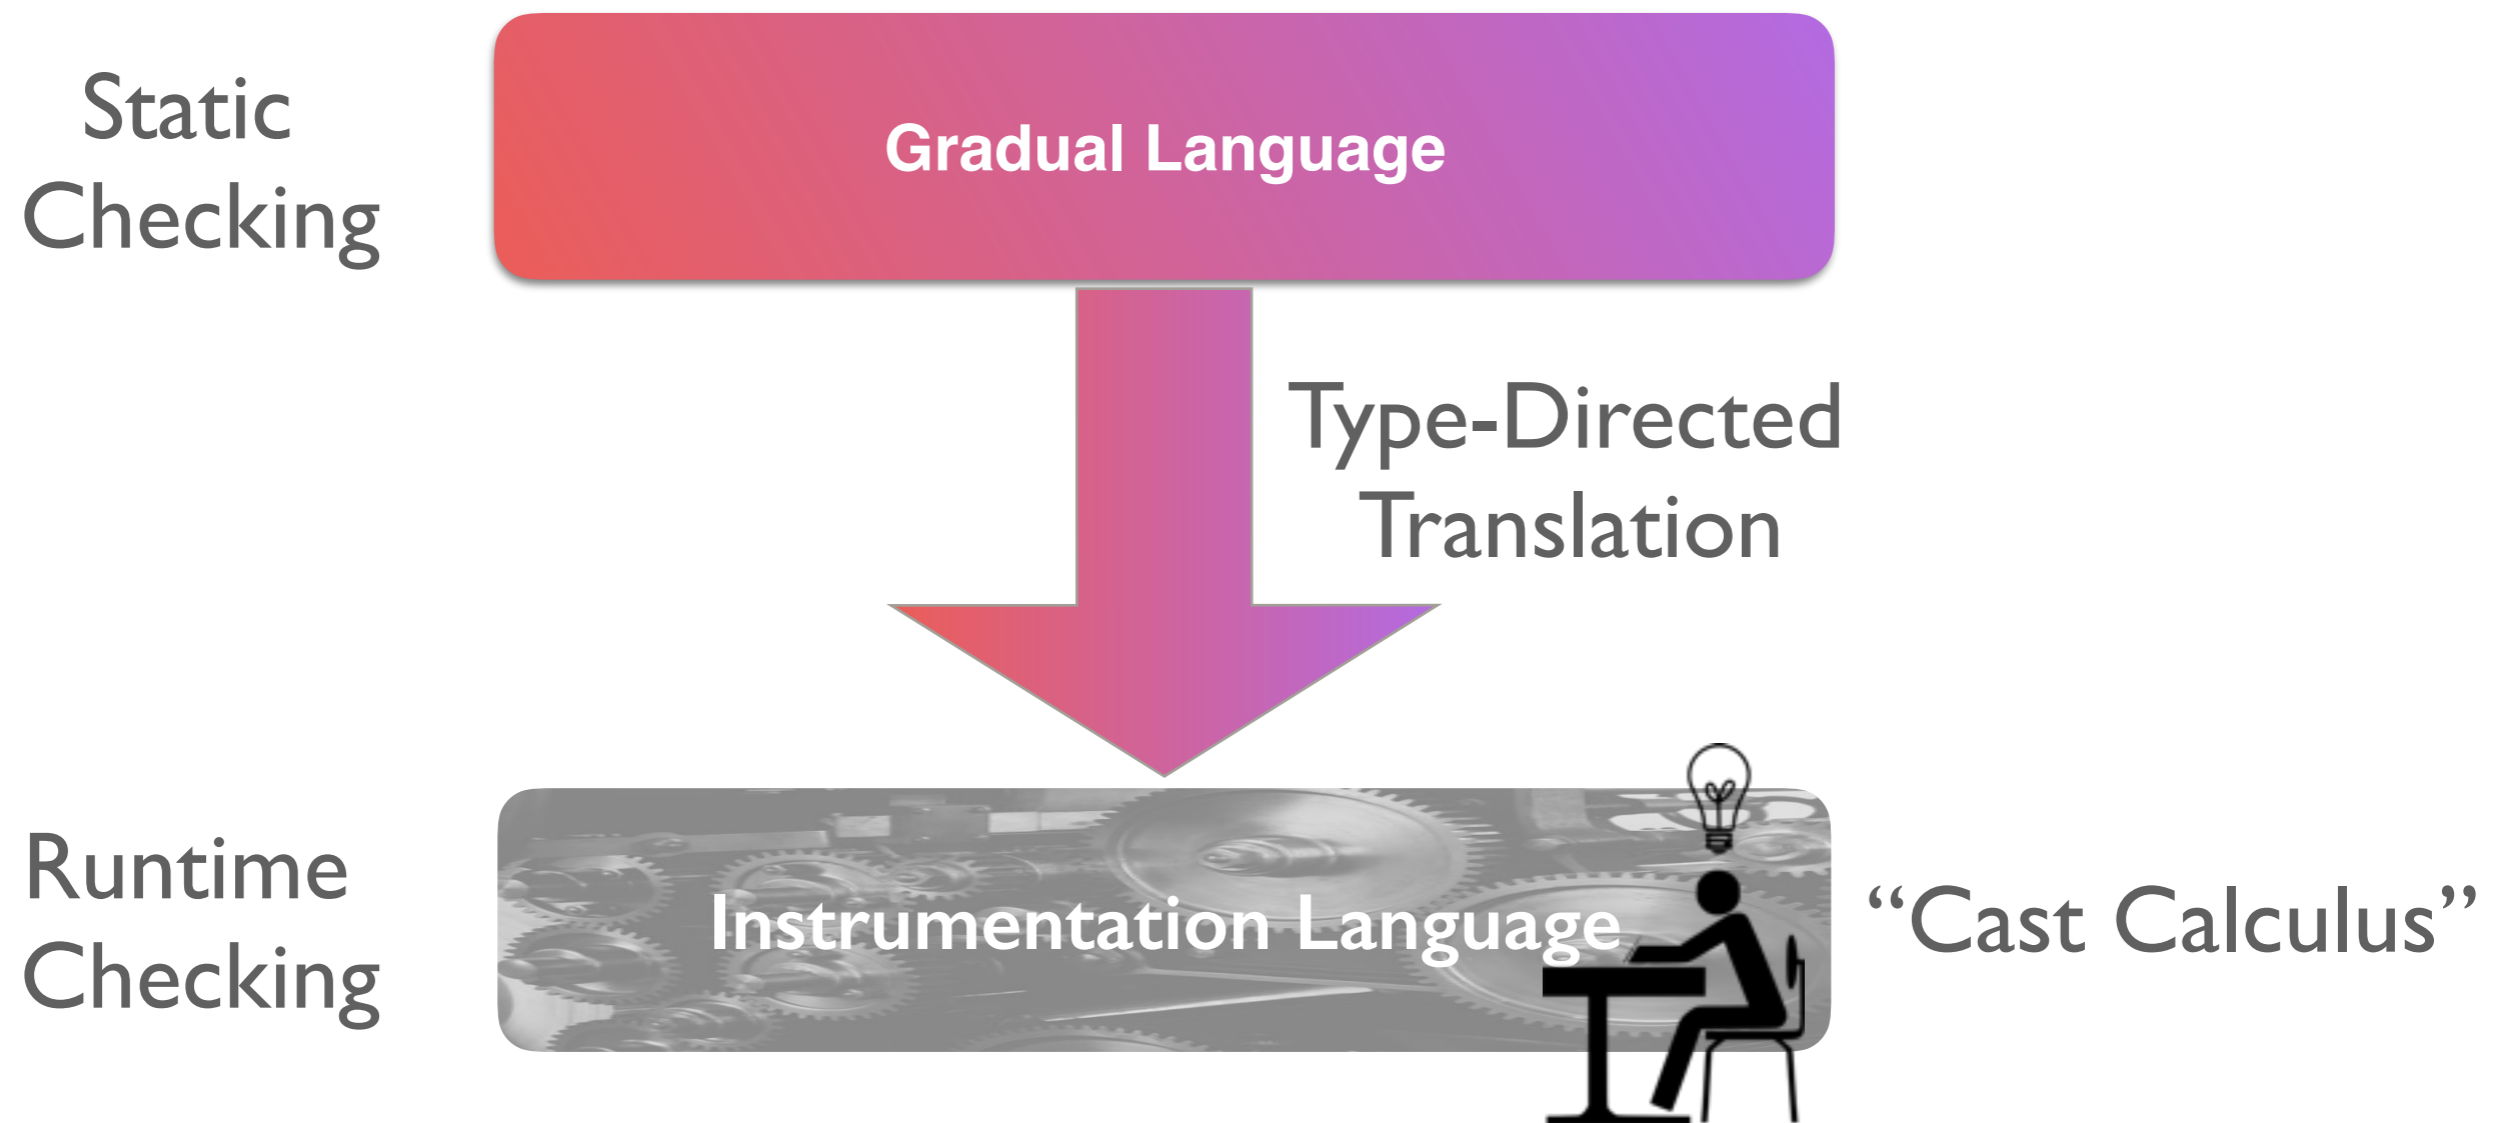 Static
Checking
Gradual Language
Type-Directed
Translation
Runtime
Checking
Instrumentation Language
“Cast Calculus”